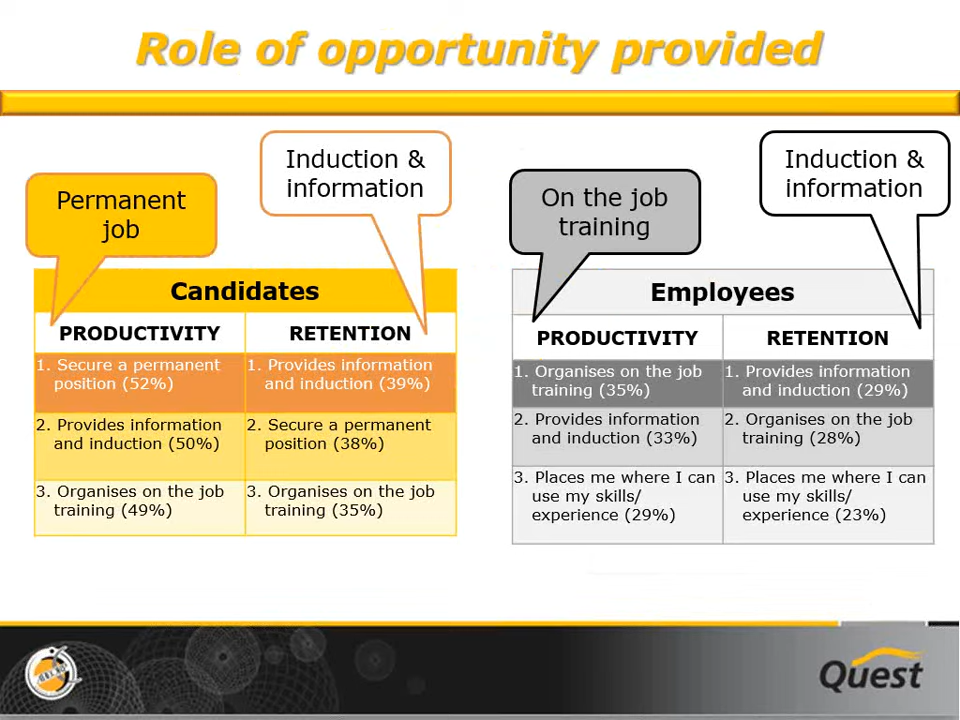 Role of opportunity provided
Permanent
job
Induction &
information
On the job
training
Induction &
information
Candidates
PRODUCTIVITY
RETENTION
1. Secure a permanent
position (52%)
1. Provides information
and induction (39%)
2. Provides information
and induction (50%)
2. Secure a permanent
position (38%)
3. Organises on the job
training (49%)
3. Organises on the job
training (35%)
Employees
PRODUCTIVITY
RETENTION
1. Organises on the job
training (35%)
1. Provides information
and induction (29%)
2. Provides information
and induction (33%)
2. Organises on the job
training (28%)
3. Places me where I can
use my skills/
experience (29%)
3. Places me where I can
use my skills/
experience (23%)
Quest